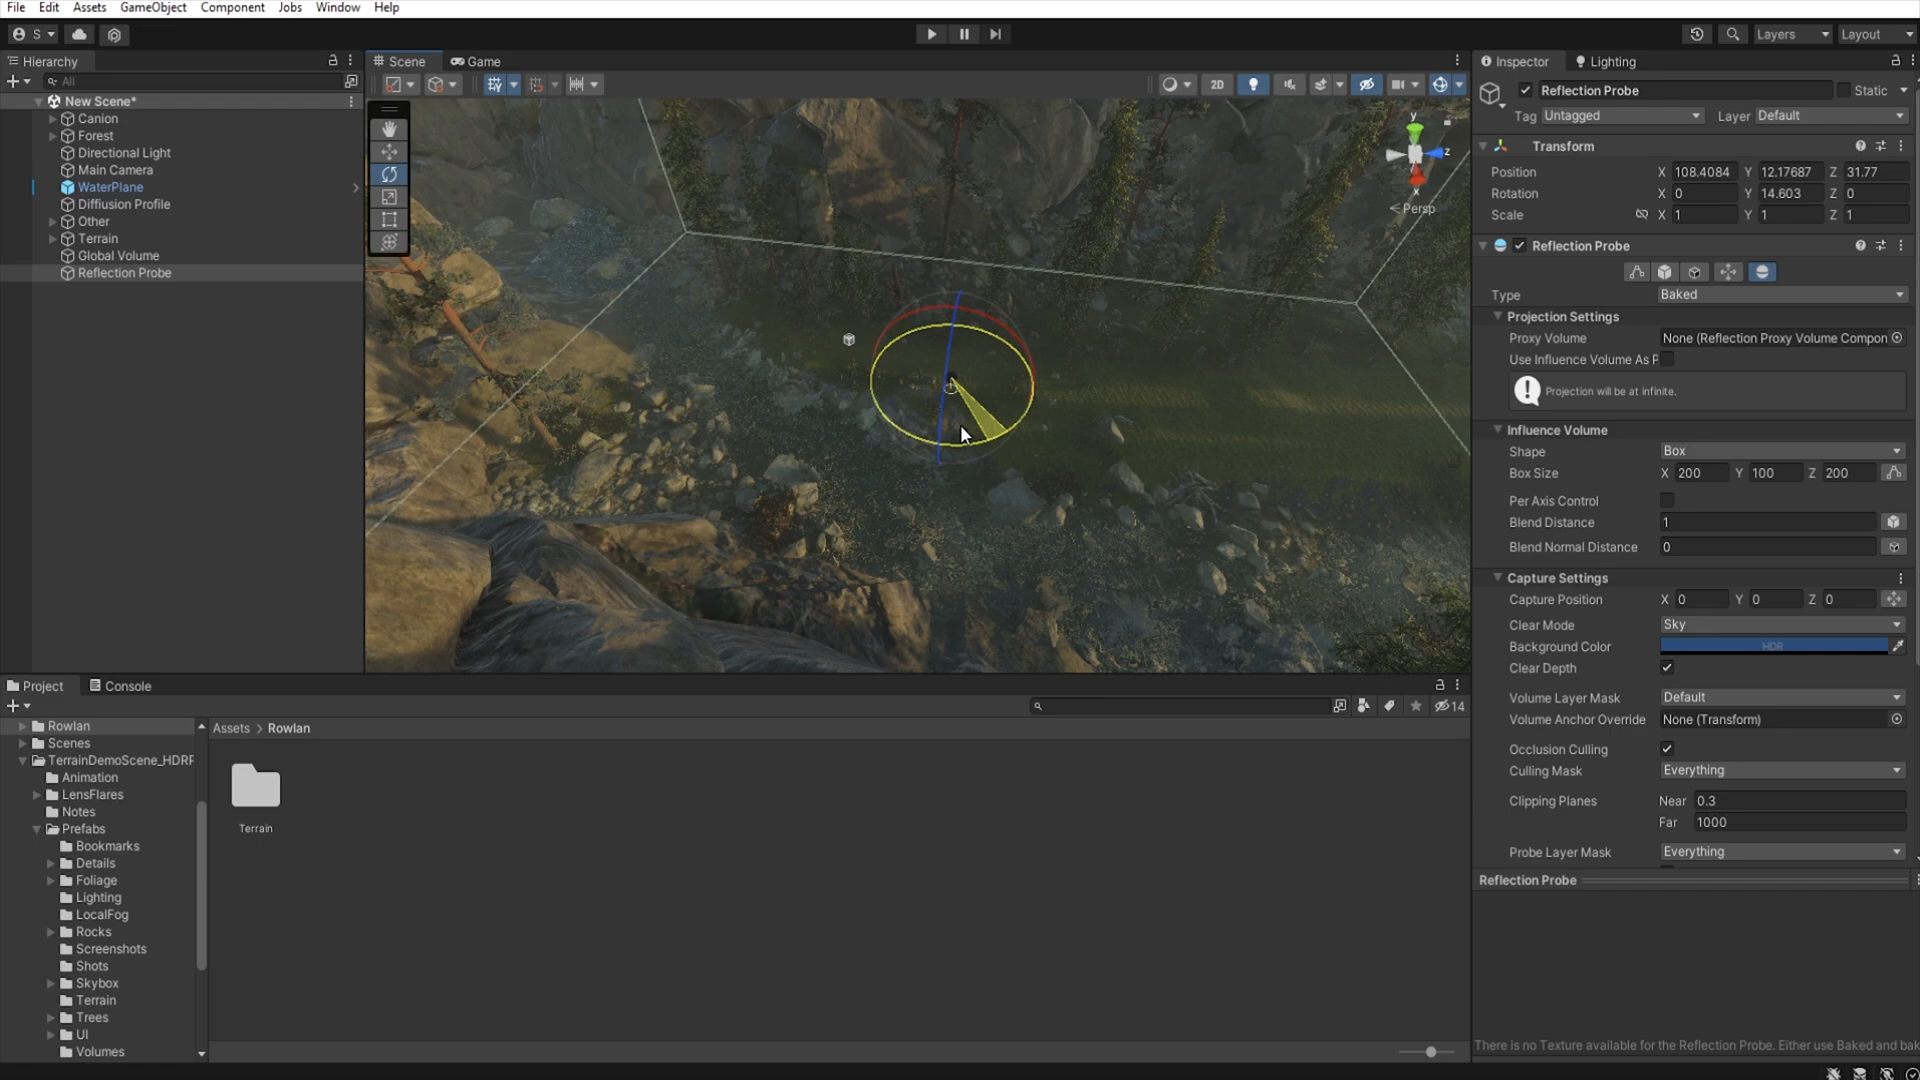 File Edit Assets GameObject Component Jobs Window Help
S Layers Layout
Hierarchy
All
New Scene*
Canion
Forest
Directional Light
Main Camera
WaterPlane
Diffusion Profile
Other
Terrain
Global Volume
Reflection Probe
Scene Game
2D
y
z
x
Persp
Inspector Lighting
Reflection Probe Static
Tag Untagged Layer Default
Transform
Position X 108.4084 Y 12.17687 Z 31.77
Rotation X 0 Y 14.603 Z 0
Scale X 1 Y 1 Z 1
Reflection Probe
Type Baked
Projection Settings
Proxy Volume None (Reflection Proxy Volume Compon
Use Influence Volume As P
Projection will be at infinite.
Influence Volume
Shape Box
Box Size X 200 Y 100 Z 200
Per Axis Control
Blend Distance 1
Blend Normal Distance 0
Capture Settings
Capture Position X 0 Y 0 Z 0
Clear Mode Sky
Background Color HDR
Clear Depth
Volume Layer Mask Default
Volume Anchor Override None (Transform)
Occlusion Culling
Culling Mask Everything
Clipping Planes Near 0.3
Far 1000
Probe Layer Mask Everything
Reflection Probe
There is no Texture available for the Reflection Probe. Either use Baked and bak
Project Console
14
Rowlan
Scenes
TerrainDemoScene_HDRF
Animation
LensFlares
Notes
Prefabs
Bookmarks
Details
Foliage
Lighting
LocalFog
Rocks
Screenshots
Shots
Skybox
Terrain
Trees
UI
Volumes
Assets > Rowlan
Terrain